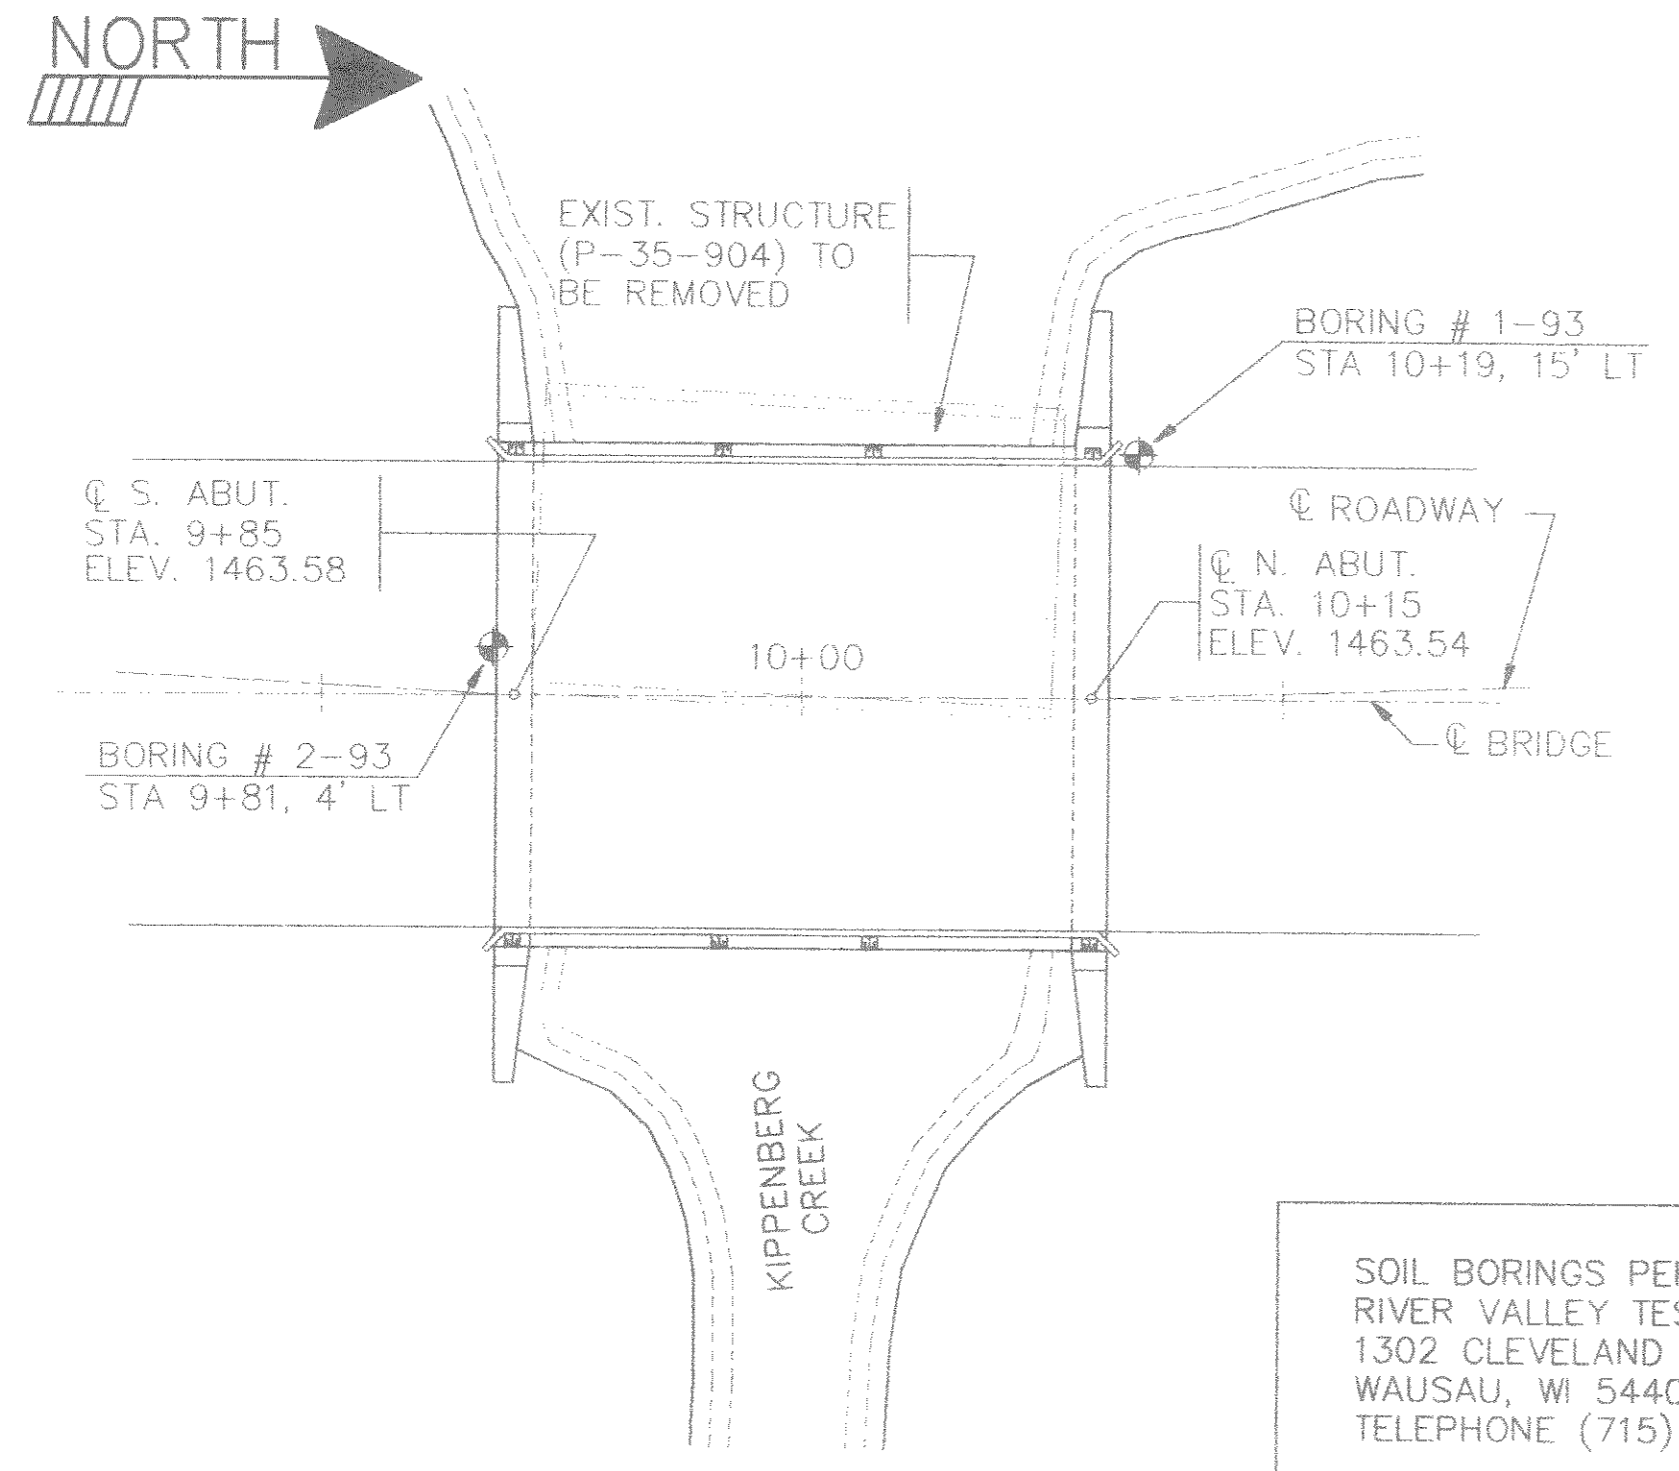 NORTH
EXIST. STRUCTURE
(P-35-904) TO
BE REMOVED
BORING # 1-93
STA 10+19, 15' LT
℄ S. ABUT.
STA. 9+85
ELEV. 1463.58
℄ ROADWAY
℄ N. ABUT.
STA. 10+15
ELEV. 1463.54
10+00
℄ BRIDGE
BORING # 2-93
STA 9+81, 4' LT
KIPPENBERG
CREEK
SOIL BORINGS
RIVER VALLEY
1302 CLEVELAND
WAUSAU, WI 5440
TELEPHONE (715)